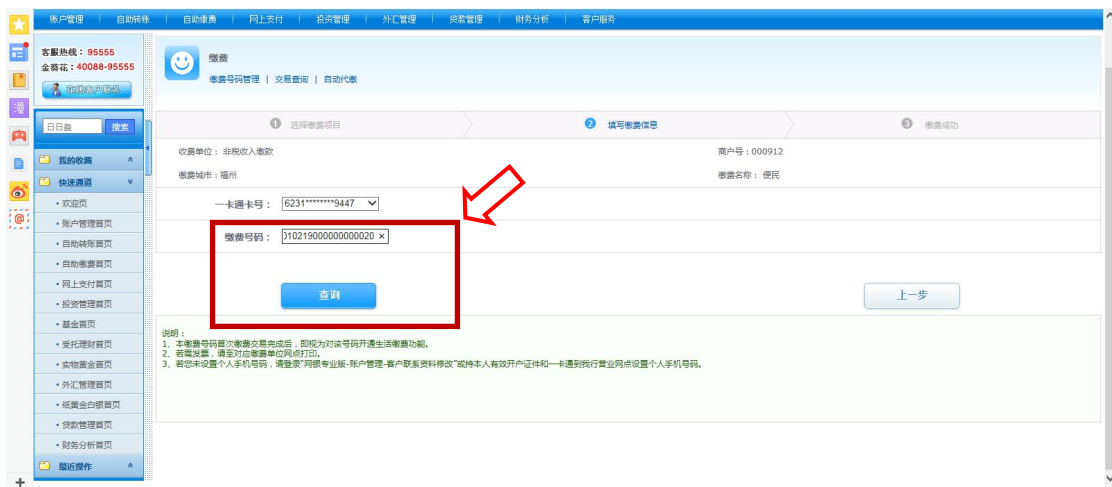 账户管理 自助转账 自助缴费 网上支付 投资管理 外汇管理 贷款管理 财务分析 客户服务
客服热线：95555
金葵花：40088-95555
在线客户服务
日日盈 搜索
我的收藏
快速通道
• 欢迎页
• 账户管理首页
• 自助转账首页
• 自助缴费首页
• 网上支付首页
• 投资管理首页
• 基金首页
• 受托理财首页
• 实物黄金首页
• 外汇管理首页
• 纸黄金白银首页
• 贷款管理首页
• 财务分析首页
最近操作
漫
@
缴费
缴费号码管理 | 交易查询 | 自动代缴
1 选择缴费项目 2 填写缴费信息 3 缴费成功
收费单位：非税收入缴款 商户号：000912
缴费城市：福州 缴费名称：便民
一卡通卡号： 6231********9447
缴费号码： )10219000000000020 ×
查询 上一步
说明：
1、本缴费号码首次缴费交易完成后，即视为对该号码开通生活缴费功能。
2、若需发票，请至对应缴费单位网点打印。
3、若您未设置个人手机号码，请登录“网银专业版-账户管理-客户联系资料修改”或持本人有效开户证件和一卡通到我行营业网点设置个人手机号码。